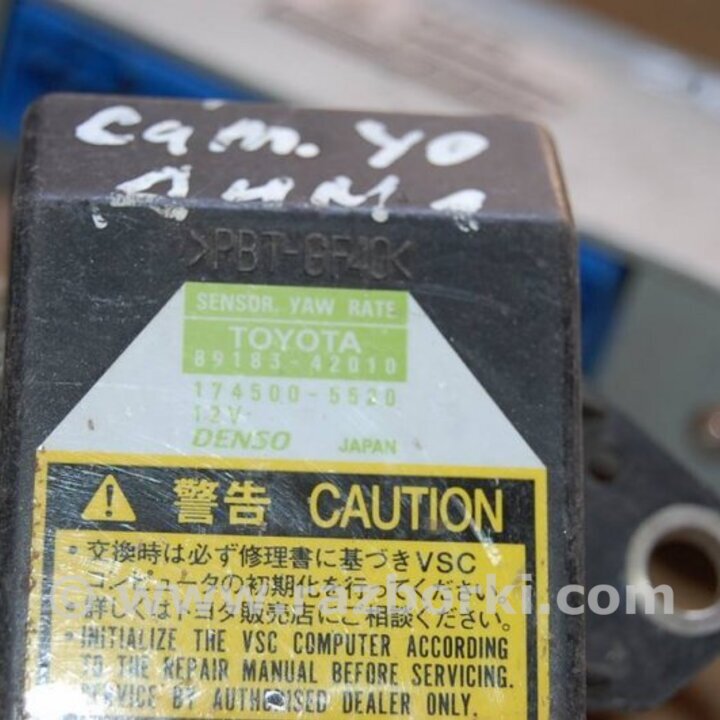 Cam. 40
>PBT-GF40<
SENSOR, YAW RATE
TOYOTA
89183-42010
174500-5520
12V
DENSO JAPAN
警告 CAUTION
・交換時は必ず修理書に基づきVSC
コンピュータの初期化を行ってください。
詳しくはトヨタ販売店にご相談ください。
• INITIALIZE THE VSC COMPUTER ACCORDING
TO THE REPAIR MANUAL BEFORE SERVICING.
SERVICE BY AUTHORISED DEALER ONLY.
© www.razborki.com